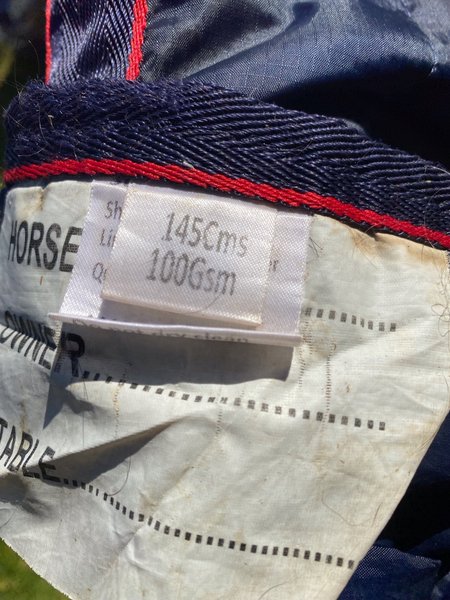 145Cms
100Gsm
HORSE
OWNER
TABLE